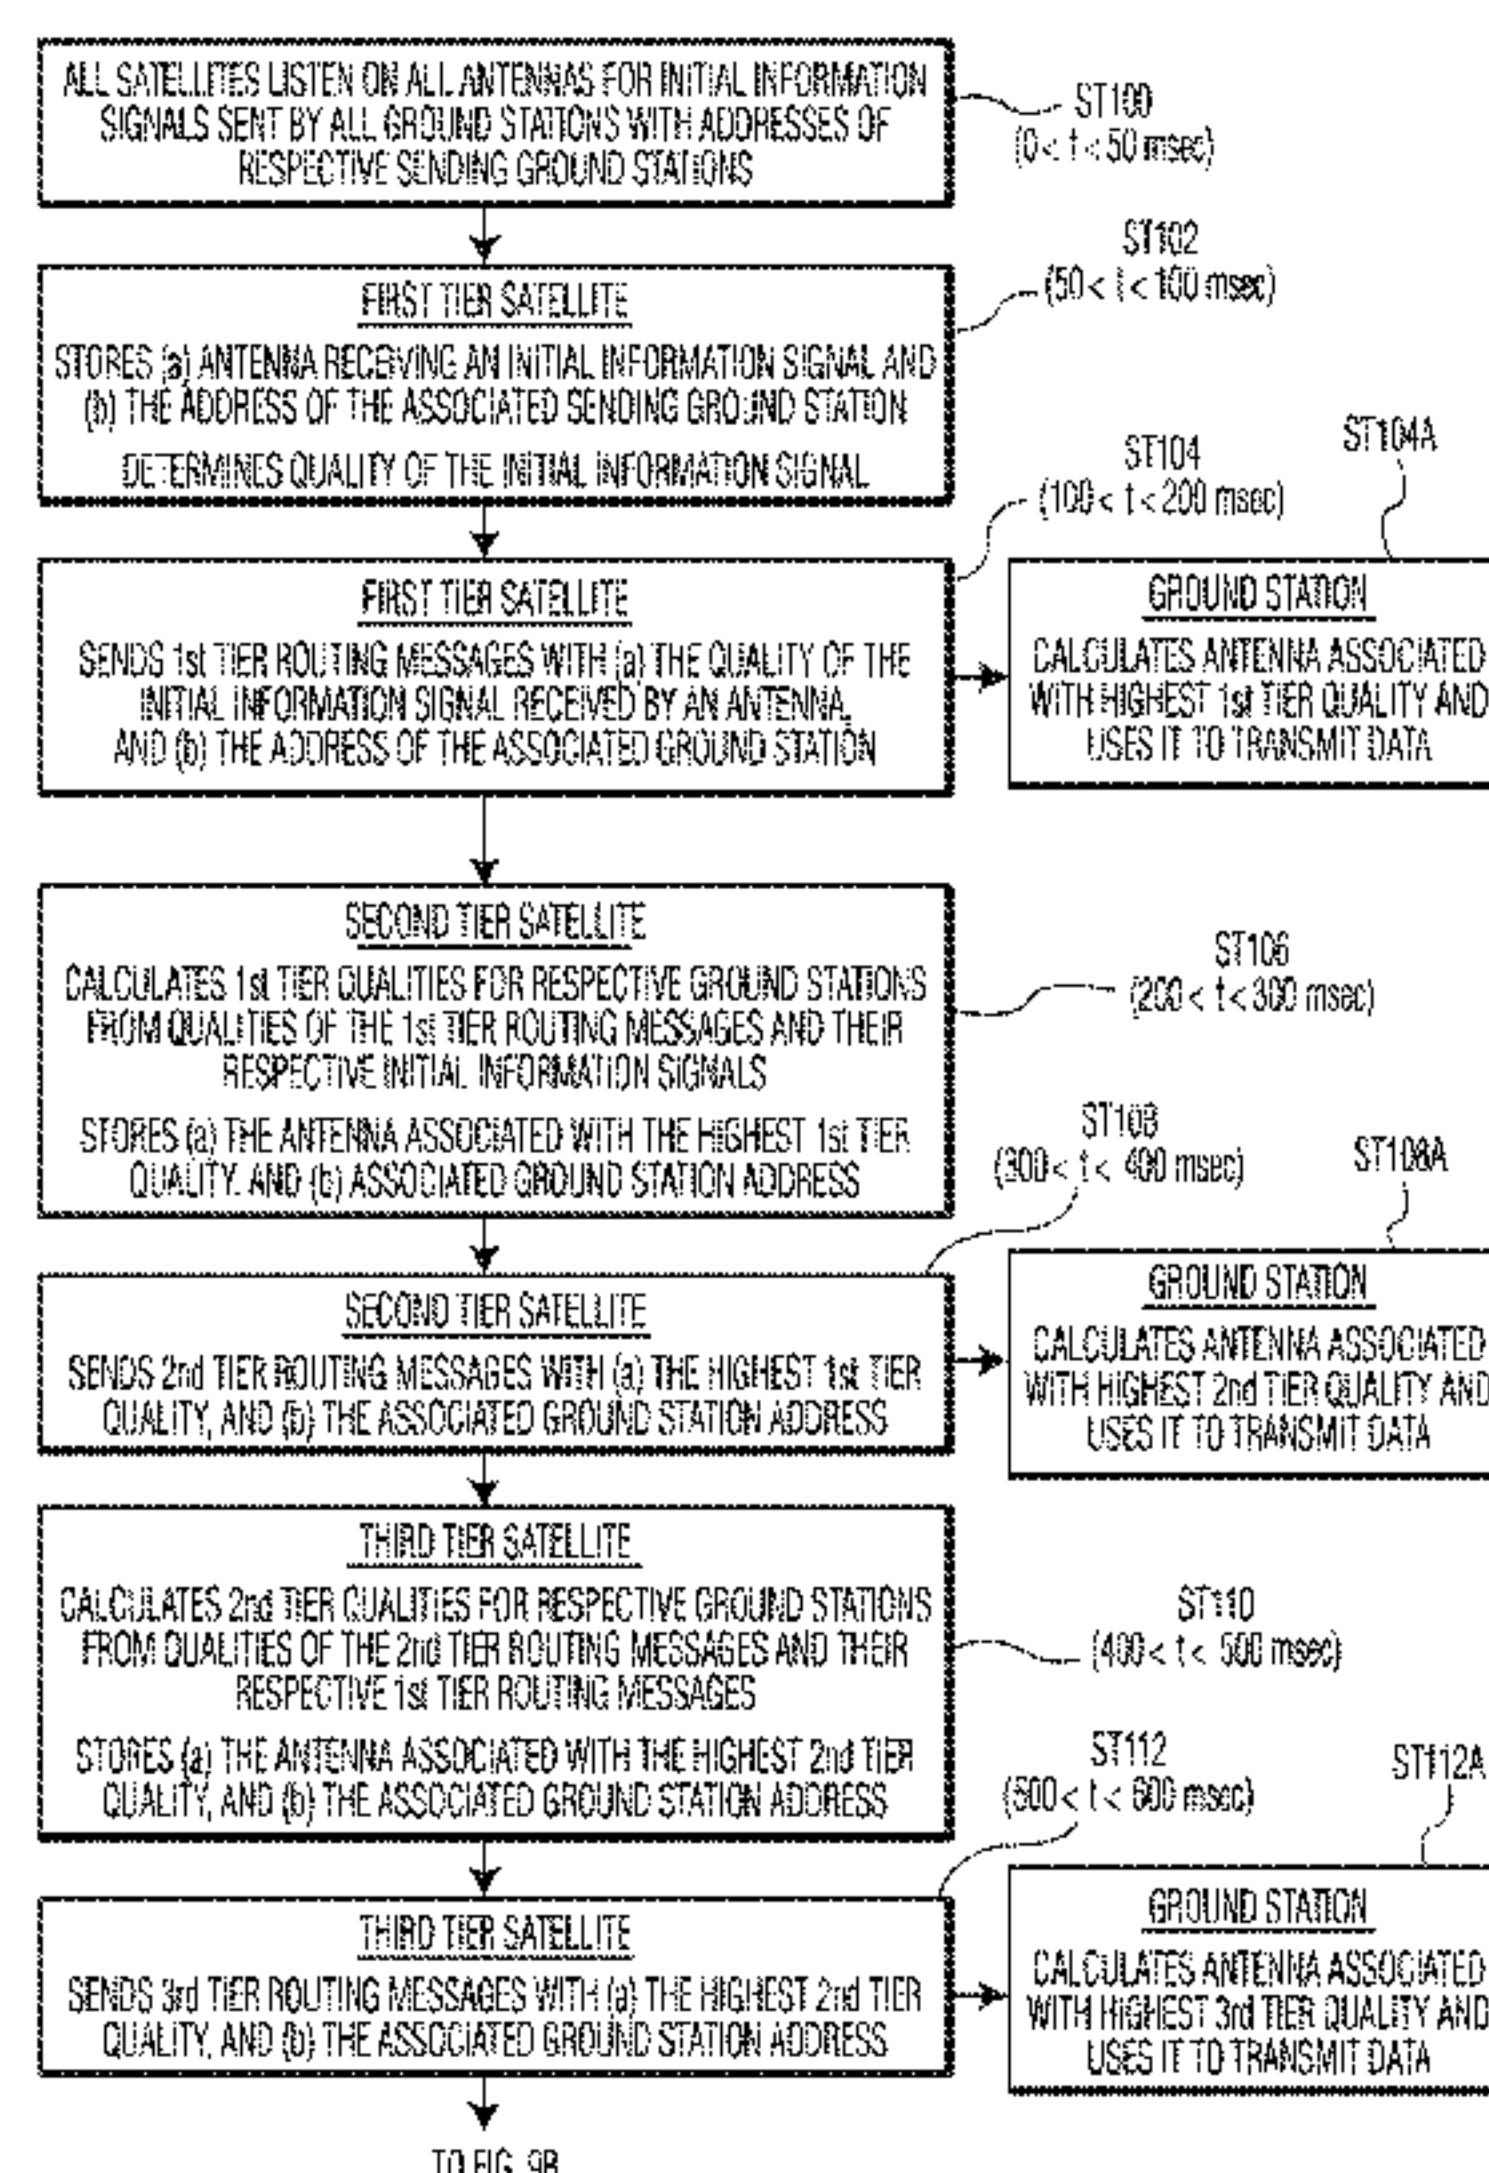 ALL SATELLITES LISTEN ON ALL ANTENNAS FOR INITIAL INFORMATION
SIGNALS SENT BY ALL GROUND STATIONS WITH ADDRESSES OF
RESPECTIVE SENDING GROUND STATIONS
ST100
(0 < t < 50 msec)
ST102
(50 < t < 100 msec)
FIRST TIER SATELLITE
STORES (a) ANTENNA RECEIVING AN INITIAL INFORMATION SIGNAL AND
(b) THE ADDRESS OF THE ASSOCIATED SENDING GROUND STATION
DETERMINES QUALITY OF THE INITIAL INFORMATION SIGNAL
ST104
(100 < t < 200 msec)
ST104A
FIRST TIER SATELLITE
SENDS 1st TIER ROUTING MESSAGES WITH (a) THE QUALITY OF THE
INITIAL INFORMATION SIGNAL RECEIVED BY AN ANTENNA,
AND (b) THE ADDRESS OF THE ASSOCIATED GROUND STATION
GROUND STATION
CALCULATES ANTENNA ASSOCIATED
WITH HIGHEST 1st TIER QUALITY AND
USES IT TO TRANSMIT DATA
SECOND TIER SATELLITE
CALCULATES 1st TIER QUALITIES FOR RESPECTIVE GROUND STATIONS
FROM QUALITIES OF THE 1st TIER ROUTING MESSAGES AND THEIR
RESPECTIVE INITIAL INFORMATION SIGNALS
STORES (a) THE ANTENNA ASSOCIATED WITH THE HIGHEST 1st TIER
QUALITY. AND (b) ASSOCIATED GROUND STATION ADDRESS
ST106
(200 < t < 300 msec)
ST108
(300 < t < 400 msec)
ST108A
SECOND TIER SATELLITE
SENDS 2nd TIER ROUTING MESSAGES WITH (a) THE HIGHEST 1st TIER
QUALITY, AND (b) THE ASSOCIATED GROUND STATION ADDRESS
GROUND STATION
CALCULATES ANTENNA ASSOCIATED
WITH HIGHEST 2nd TIER QUALITY AND
USES IT TO TRANSMIT DATA
THIRD TIER SATELLITE
CALCULATES 2nd TIER QUALITIES FOR RESPECTIVE GROUND STATIONS
FROM QUALITIES OF THE 2nd TIER ROUTING MESSAGES AND THEIR
RESPECTIVE 1st TIER ROUTING MESSAGES
STORES (a) THE ANTENNA ASSOCIATED WITH THE HIGHEST 2nd TIER
QUALITY, AND (b) THE ASSOCIATED GROUND STATION ADDRESS
ST110
(400 < t < 500 msec)
ST112
(500 < t < 600 msec)
ST112A
THIRD TIER SATELLITE
SENDS 3rd TIER ROUTING MESSAGES WITH (a) THE HIGHEST 2nd TIER
QUALITY, AND (b) THE ASSOCIATED GROUND STATION ADDRESS
GROUND STATION
CALCULATES ANTENNA ASSOCIATED
WITH HIGHEST 3rd TIER QUALITY AND
USES IT TO TRANSMIT DATA
TO FIG. 9B